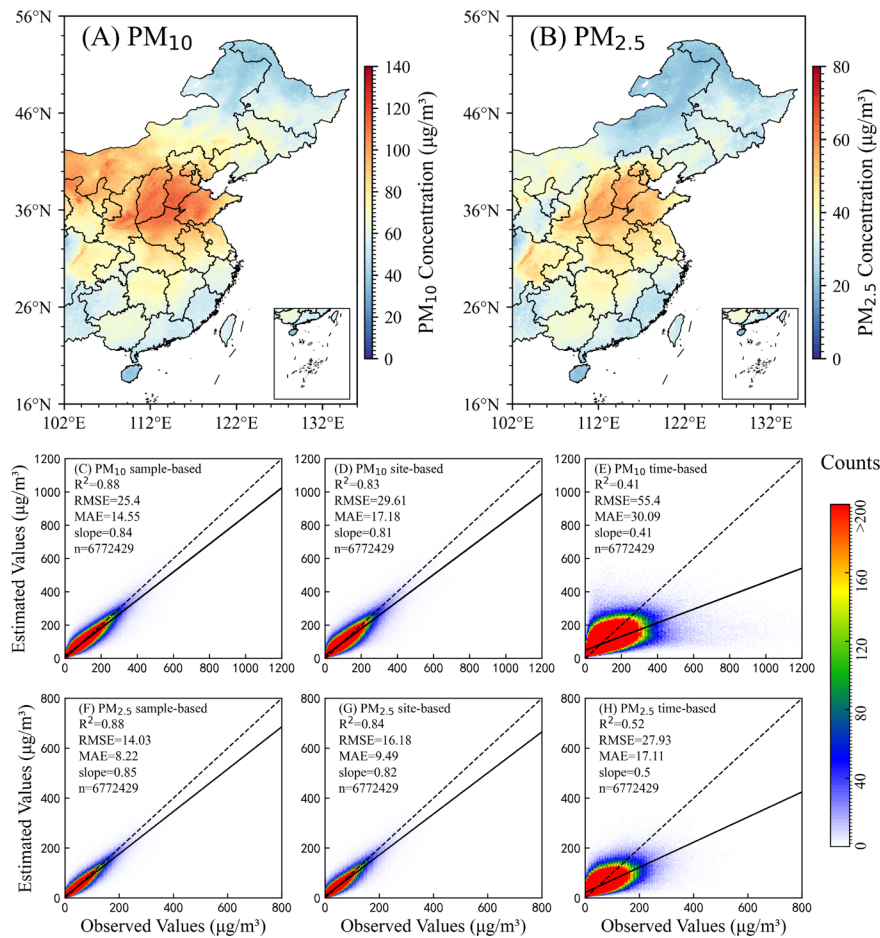 56°N
46°N
36°N
26°N
16°N
(A) PM₁₀
102°E
112°E
122°E
132°E
140
120
100
80
60
40
20
0
PM₁₀ Concentration (μg/m³)
56°N
46°N
36°N
26°N
16°N
(B) PM₂.₅
102°E
112°E
122°E
132°E
80
60
40
20
0
PM₂.₅ Concentration (μg/m³)
Estimated Values (μg/m³)
1200
1000
800
600
400
200
0
(C) PM₁₀ sample-based
R²=0.88
RMSE=25.4
MAE=14.55
slope=0.84
n=6772429
0 200 400 600 800 1000 1200
1200
1000
800
600
400
200
0
(D) PM₁₀ site-based
R²=0.83
RMSE=29.61
MAE=17.18
slope=0.81
n=6772429
0 200 400 600 800 1000 1200
1200
1000
800
600
400
200
0
(E) PM₁₀ time-based
R²=0.41
RMSE=55.4
MAE=30.09
slope=0.41
n=6772429
0 200 400 600 800 1000 1200
Estimated Values (μg/m³)
800
600
400
200
0
(F) PM₂.₅ sample-based
R²=0.88
RMSE=14.03
MAE=8.22
slope=0.85
n=6772429
0 200 400 600 800
Observed Values (μg/m³)
800
600
400
200
0
(G) PM₂.₅ site-based
R²=0.84
RMSE=16.18
MAE=9.49
slope=0.82
n=6772429
0 200 400 600 800
Observed Values (μg/m³)
800
600
400
200
0
(H) PM₂.₅ time-based
R²=0.52
RMSE=27.93
MAE=17.11
slope=0.5
n=6772429
0 200 400 600 800
Observed Values (μg/m³)
Counts
>200
160
120
80
40
0